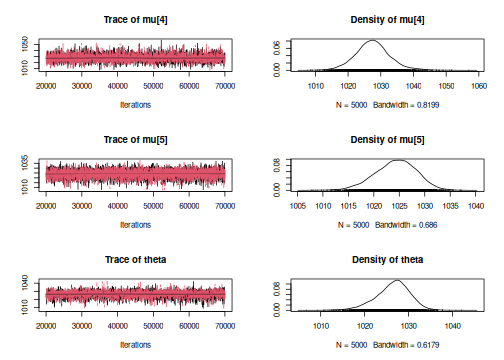 Trace of mu[4]
1010
1050
20000 30000 40000 50000 60000 70000
Iterations
Density of mu[4]
0.00
0.06
1010 1020 1030 1040 1050 1060
N = 5000 Bandwidth = 0.8199
Trace of mu[5]
1010
1035
20000 30000 40000 50000 60000 70000
Iterations
Density of mu[5]
0.00
0.08
1005 1010 1015 1020 1025 1030 1035 1040
N = 5000 Bandwidth = 0.686
Trace of theta
1010
1040
20000 30000 40000 50000 60000 70000
Iterations
Density of theta
0.00
0.08
1010 1020 1030 1040
N = 5000 Bandwidth = 0.6179